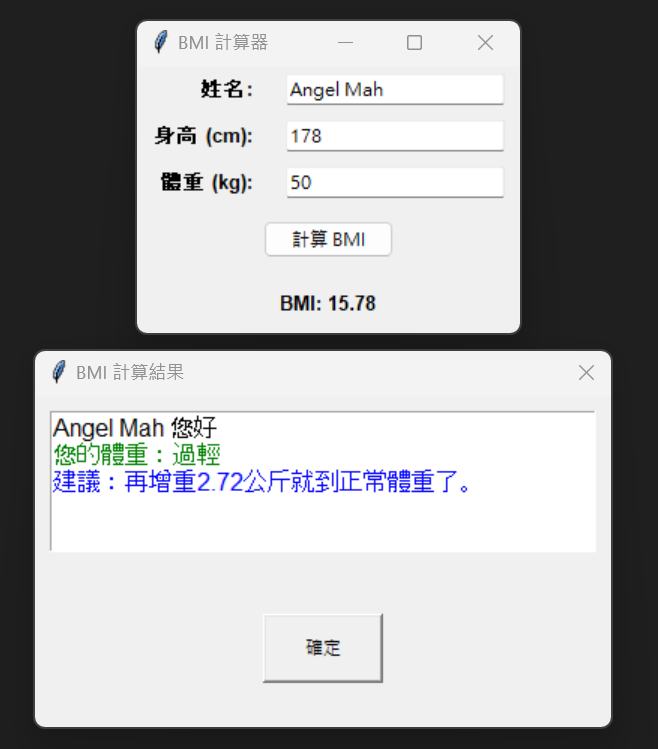 BMI 計算器
姓名: Angel Mah
身高 (cm): 178
體重 (kg): 50
計算 BMI
BMI: 15.78
BMI 計算結果
Angel Mah 您好
您的體重：過輕
建議：再增重2.72公斤就到正常體重了。
確定